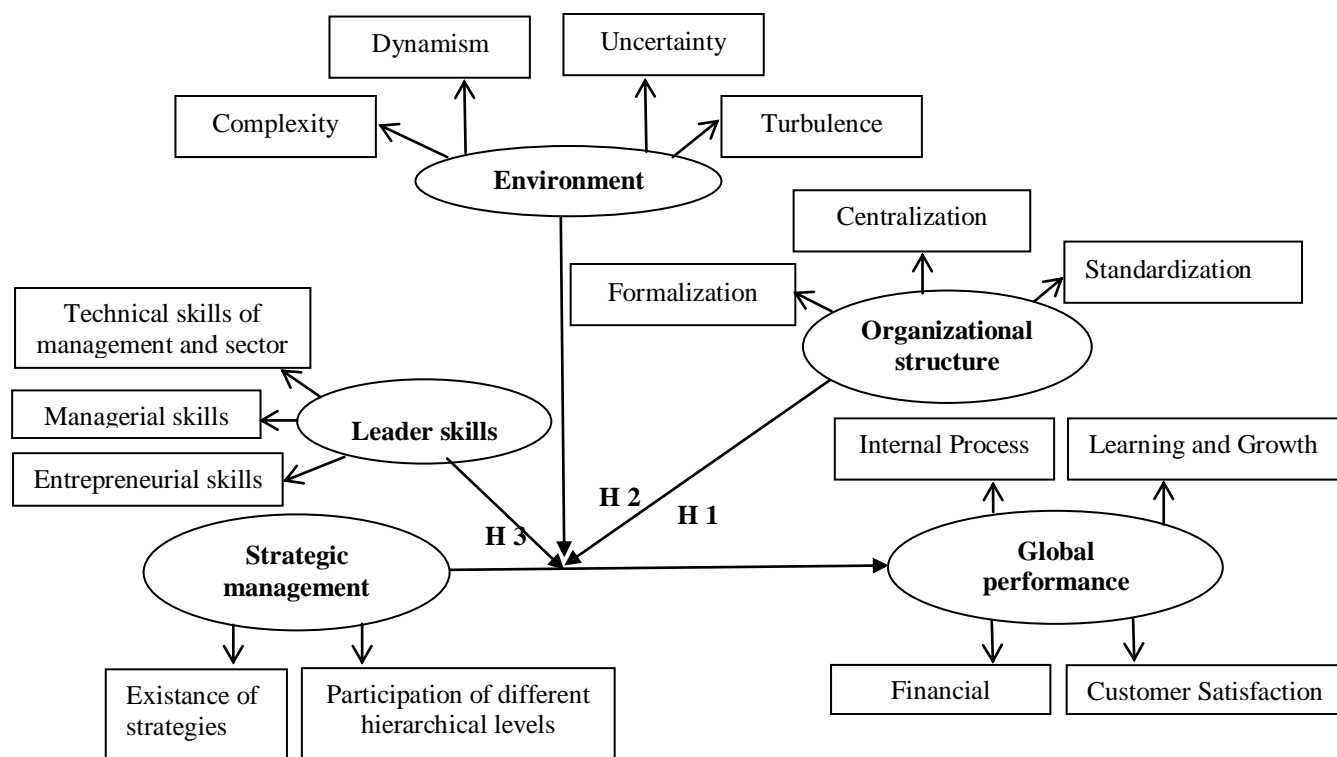 Dynamism
Uncertainty
Complexity
Turbulence
Environment
Centralization
Formalization
Standardization
Technical skills of
management and sector
Organizational
structure
Managerial skills
Leader skills
Internal Process
Learning and Growth
Entrepreneurial skills
H 2
H 1
H 3
Strategic
management
Global
performance
Existance of
strategies
Participation of different
hierarchical levels
Financial
Customer Satisfaction